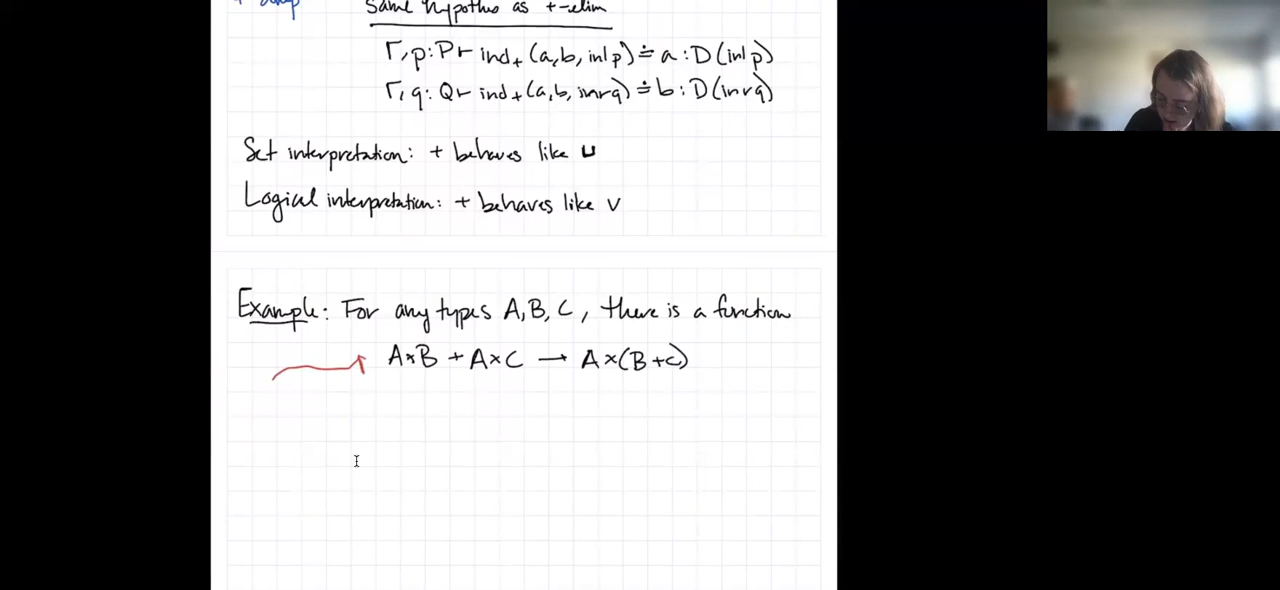 same hypotheses as +-elim
Γ, p : P ⊢ ind₊ (a, b, inl p) ≐ a : D(inl p)
Γ, q : Q ⊢ ind₊ (a, b, inr q) ≐ b : D(inr q)
Set interpretation: + behaves like ∪
Logical interpretation: + behaves like ∨
Example: For any types A, B, C, there is a function
A×B + A×C → A×(B+C)